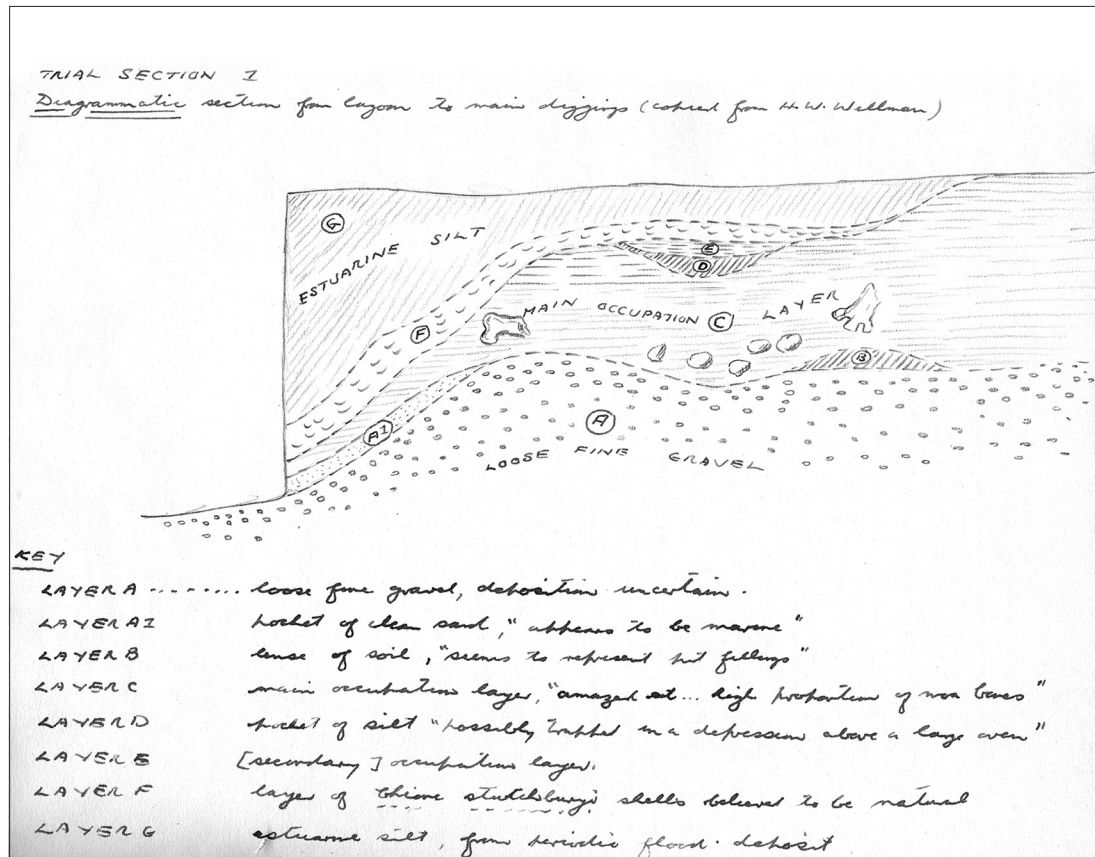 TRIAL SECTION I
Diagrammatic section from lagoon to main diggings (copied from H. W. Wellman)
G
ESTUARINE SILT
E
D
MAIN OCCUPATION C LAYER
F
B
A1
A
LOOSE FINE GRAVEL
KEY
LAYER A ........ loose fine gravel, deposition uncertain.
LAYER A1 pocket of clean sand, "appears to be marine"
LAYER B lense of soil, "seems to represent pit fillings"
LAYER C main occupation layer, "amazed at... high proportion of moa bones"
LAYER D pocket of silt "possibly trapped in a depression above a large oven"
LAYER E [secondary] occupation layer.
LAYER F layer of Chione stutchburyi shells believed to be natural
LAYER G estuarine silt, from periodic flood deposit